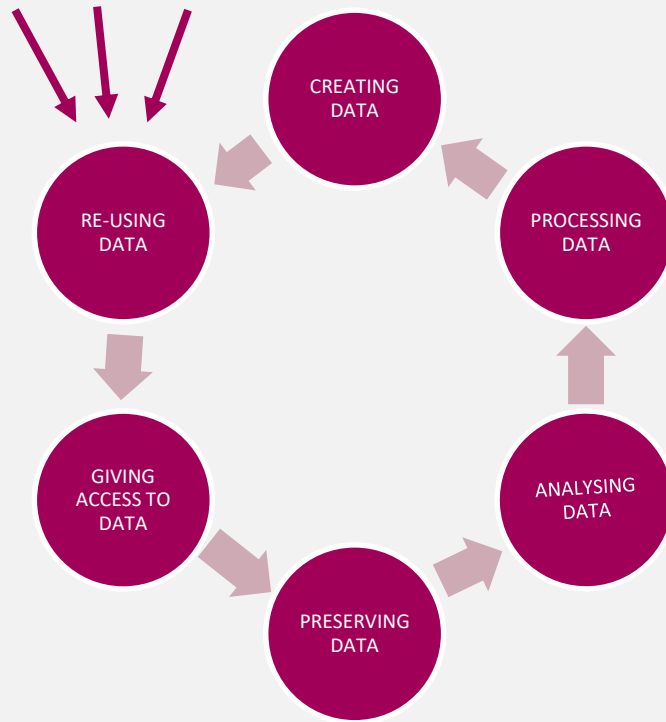 CREATING
DATA
RE-USING
DATA
PROCESSING
DATA
GIVING
ACCESS TO
DATA
ANALYSING
DATA
PRESERVING
DATA